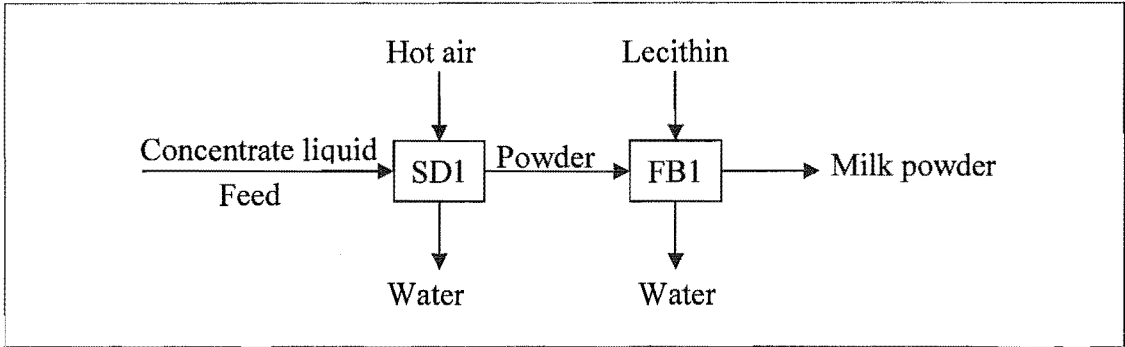 Hot air
Lecithin
Concentrate liquid
Feed
SD1
Powder
FB1
Milk powder
Water
Water